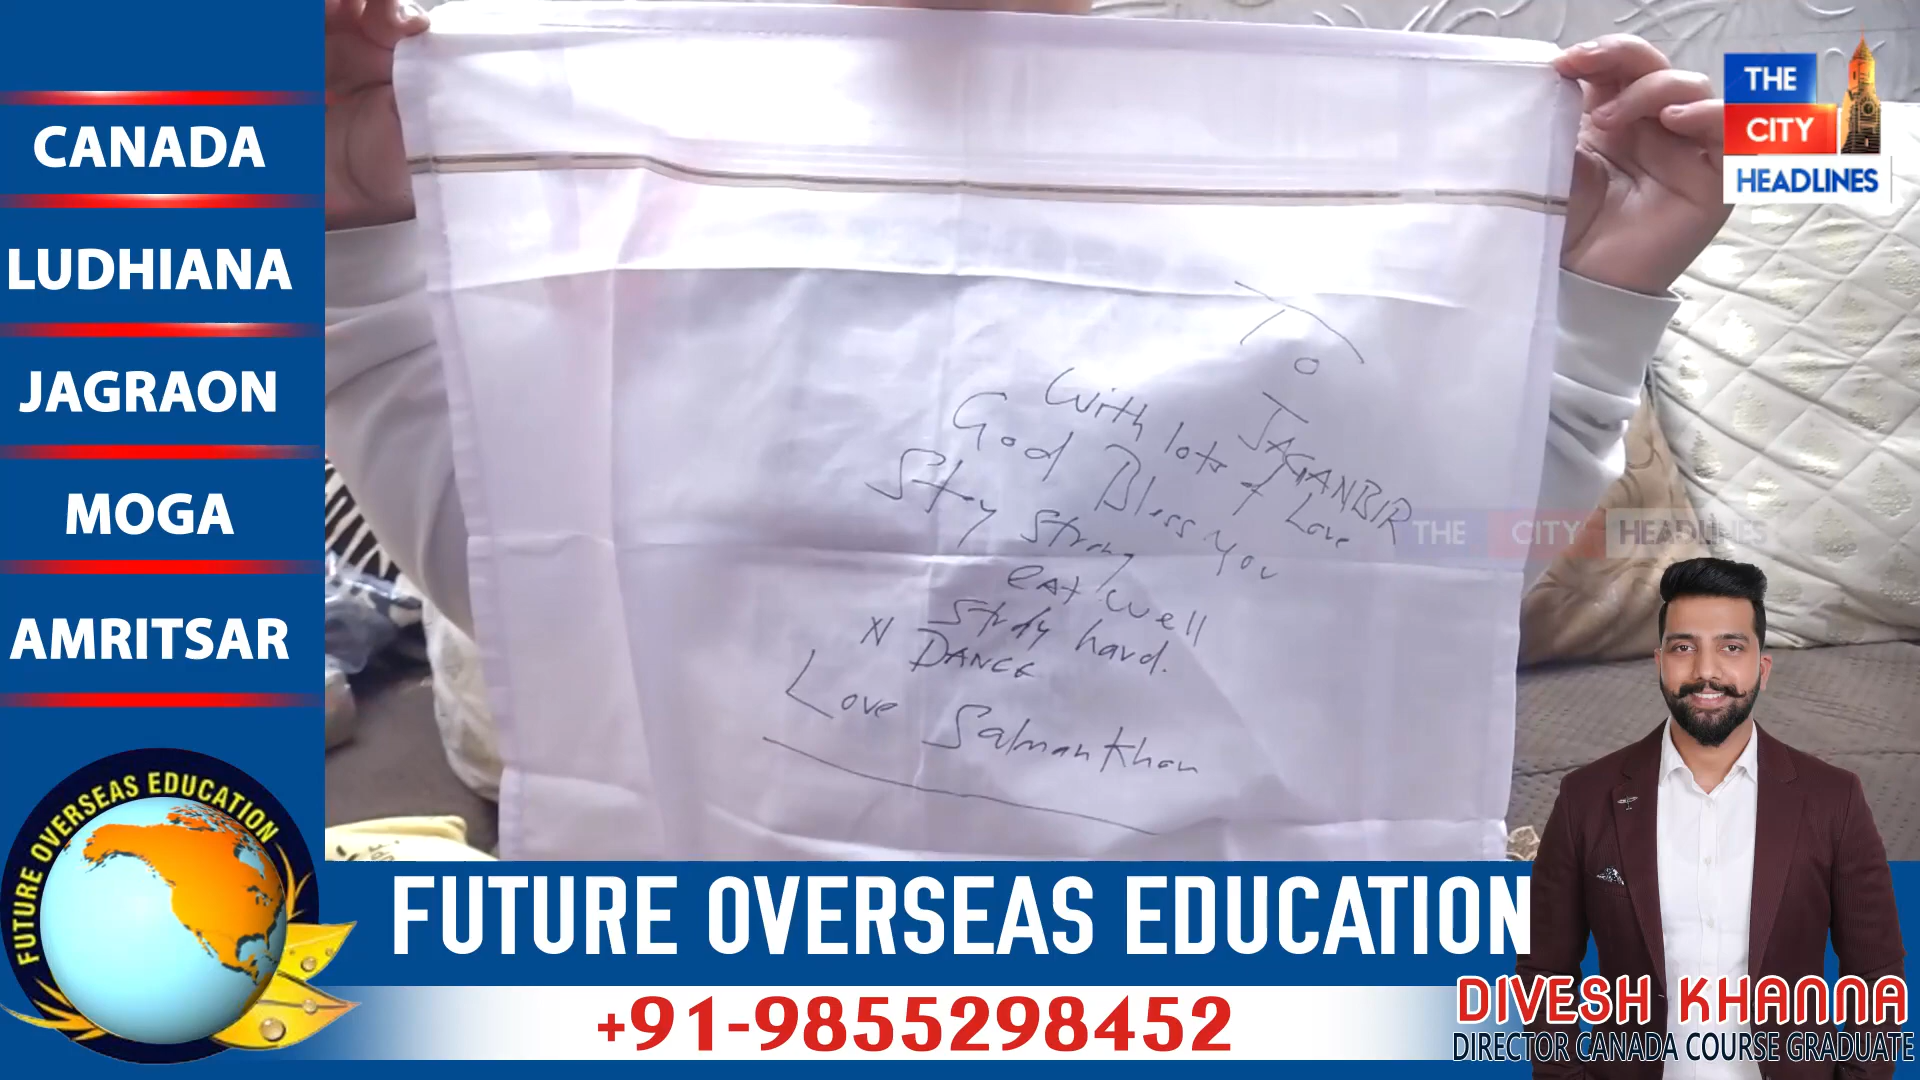 CANADA
LUDHIANA
JAGRAON
MOGA
AMRITSAR
FUTURE OVERSEAS EDUCATION
THE
CITY
HEADLINES
To
JAGANBIR
With lots of Love
God Bless You
Stay strong
eat well
study hard.
N DANCE
Love Salman Khan
THE CITY HEADLINES
FUTURE OVERSEAS EDUCATION
+91-9855298452
DIVESH KHANNA
DIRECTOR CANADA COURSE GRADUATE